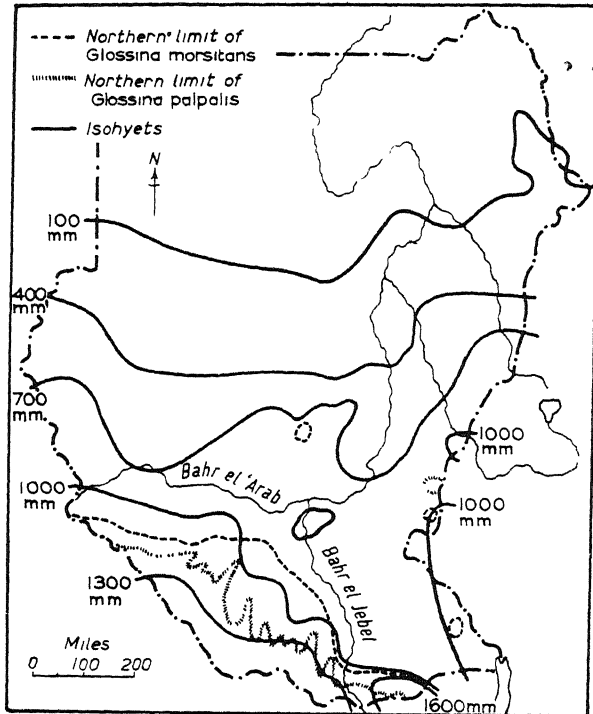 Northern limit of
Glossina morsitans
Northern limit of
Glossina palpalis
Isohyets
N
100
mm
400
mm
700
mm
1000
mm
Bahr el 'Arab
1000
mm
1000
mm
Bahr el Jebel
1300
mm
Miles
0 100 200
1600mm